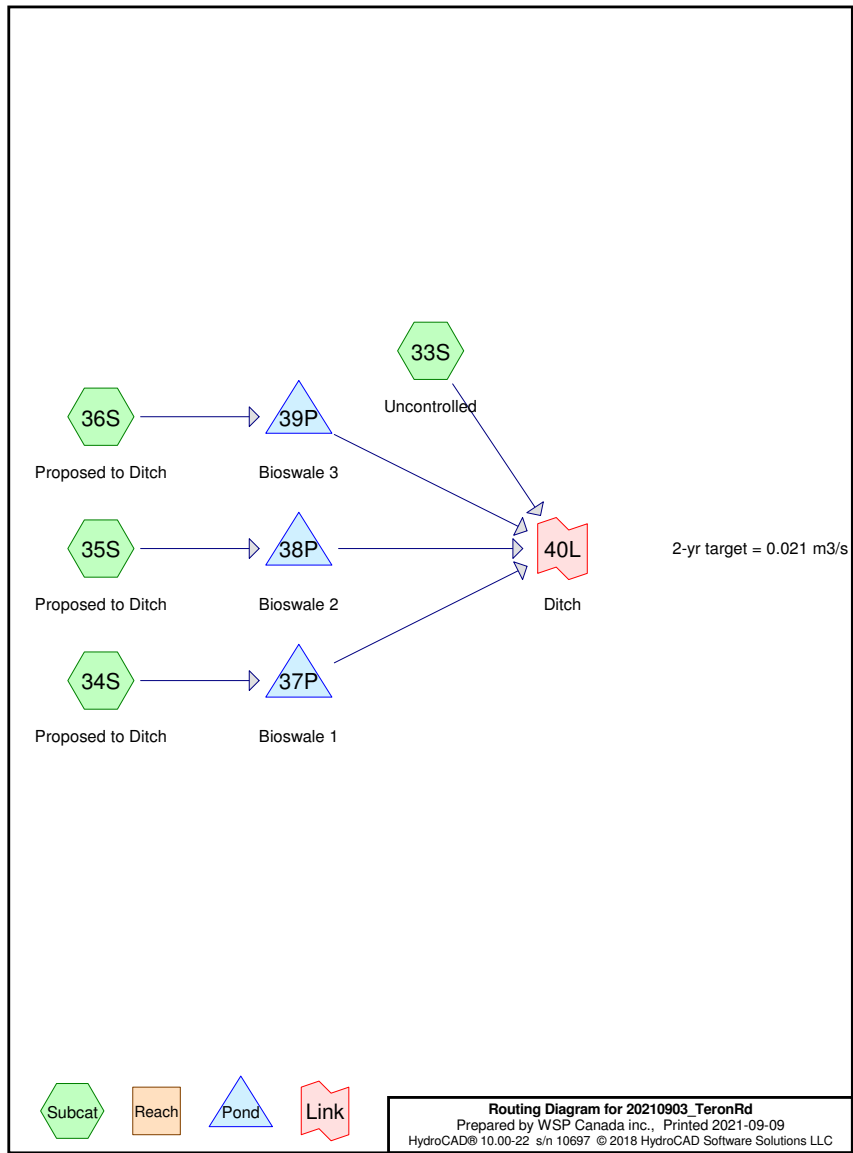 33S
Uncontrolled
36S
Proposed to Ditch
39P
Bioswale 3
35S
Proposed to Ditch
38P
Bioswale 2
40L
Ditch
2-yr target = 0.021 m3/s
34S
Proposed to Ditch
37P
Bioswale 1
Subcat
Reach
Pond
Link
Routing Diagram for 20210903_TeronRd
Prepared by WSP Canada inc., Printed 2021-09-09
HydroCAD® 10.00-22 s/n 10697 © 2018 HydroCAD Software Solutions LLC